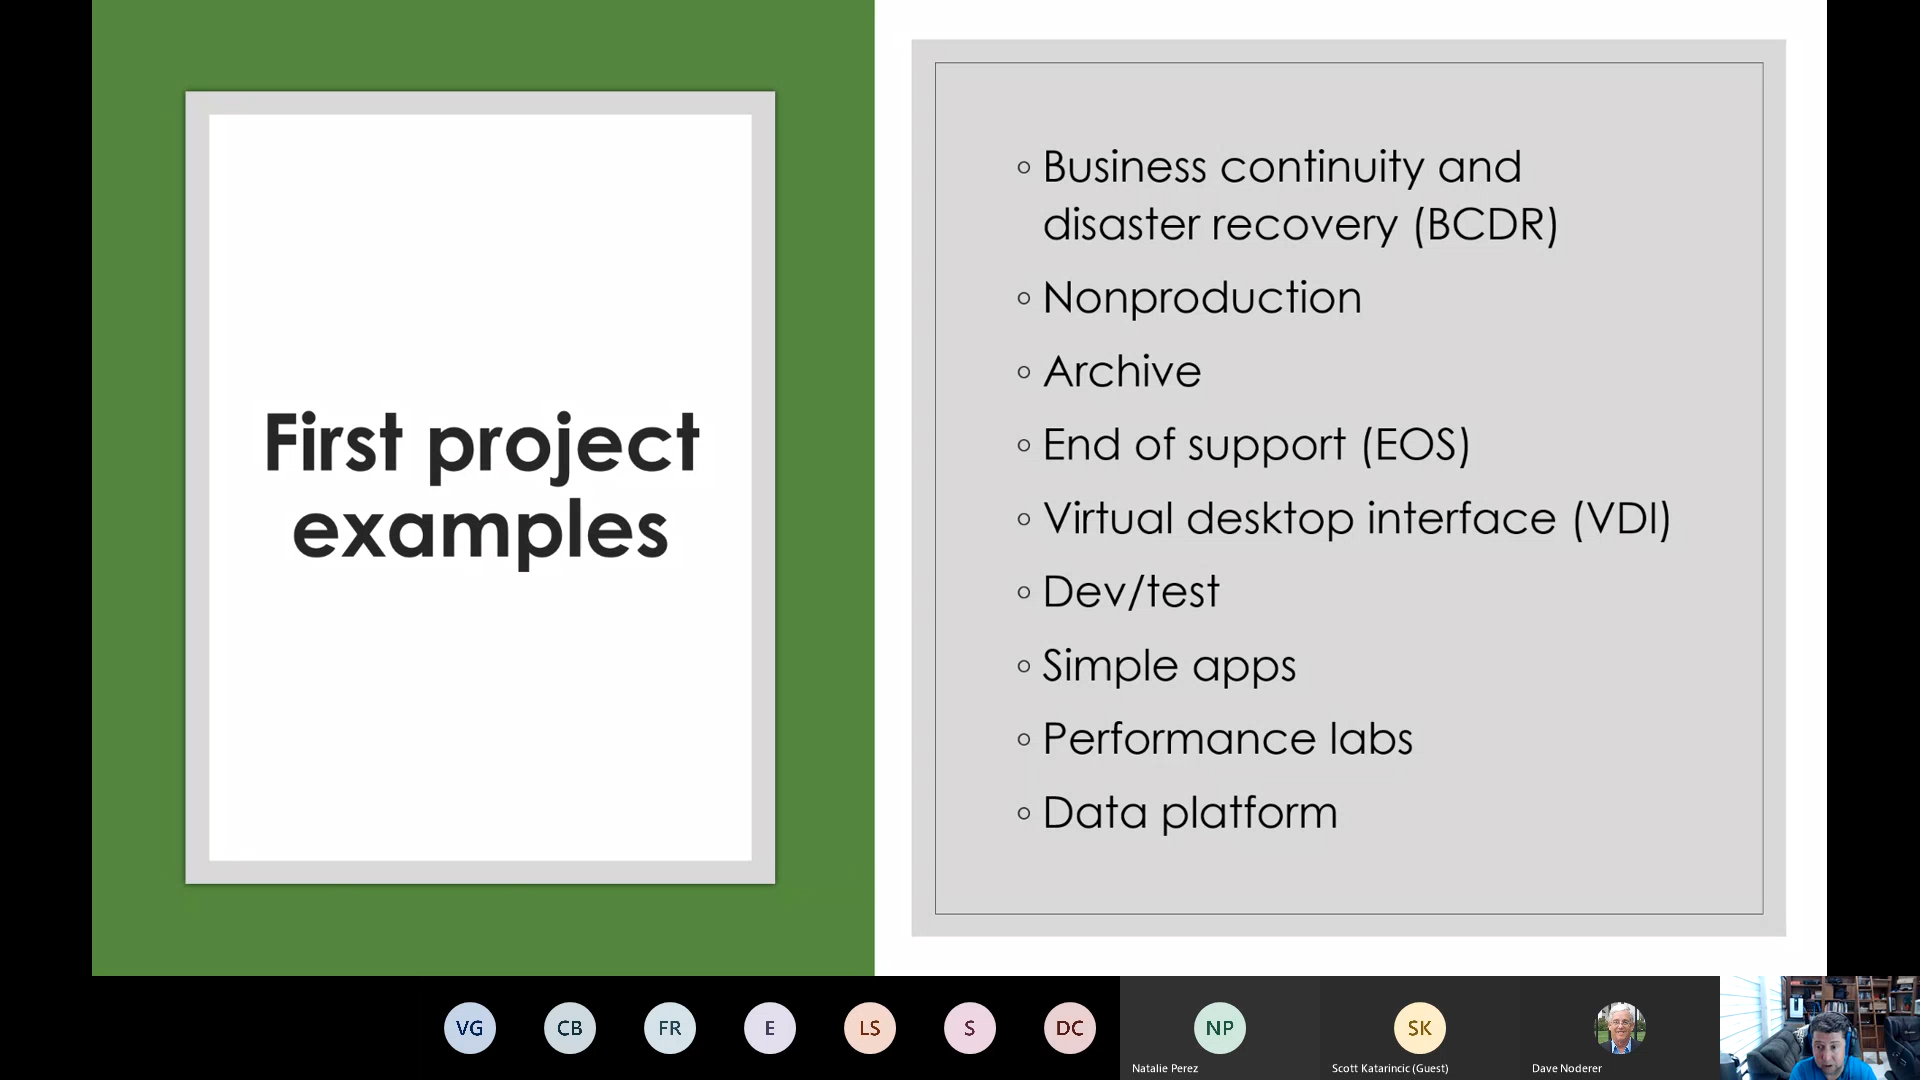 First project
examples
◦ Business continuity and
disaster recovery (BCDR)
◦ Nonproduction
◦ Archive
◦ End of support (EOS)
◦ Virtual desktop interface (VDI)
◦ Dev/test
◦ Simple apps
◦ Performance labs
◦ Data platform
VG CB FR E LS S DC NP SK
Natalie Perez Scott Katarincic (Guest) Dave Noderer